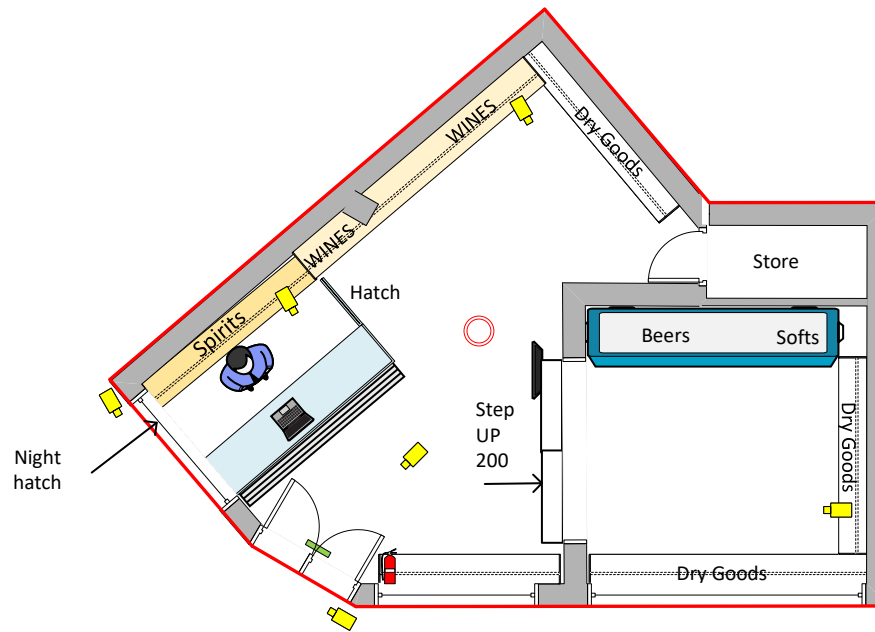 WINES
Dry Goods
WINES
Store
Hatch
Spirits
Beers
Softs
Step
UP
200
Dry Goods
Night
hatch
Dry Goods